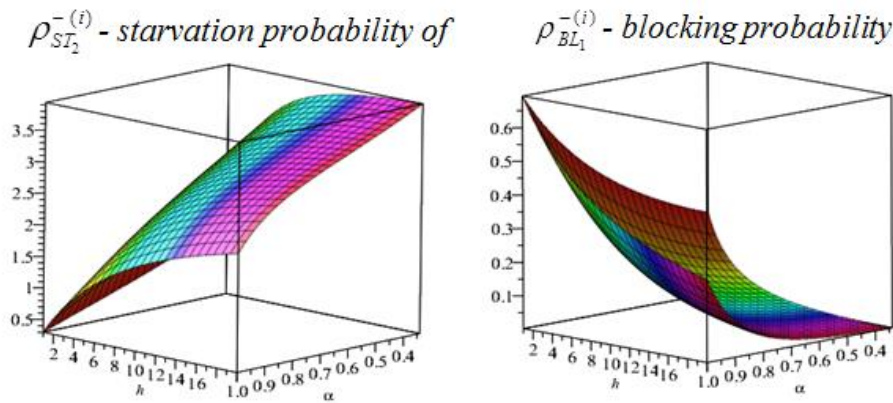 ρ̄_{ST_2}^{-(i)} - starvation probability of
ρ̄_{BL_1}^{-(i)} - blocking probability
3.5
3
2.5
2
1.5
1
0.5
2 4 6 8 10 12 14 16
h
1.0 0.9 0.8 0.7 0.6 0.5 0.4
α
0.6
0.5
0.4
0.3
0.2
0.1
2 4 6 8 10 12 14 16
h
1.0 0.9 0.8 0.7 0.6 0.5 0.4
α